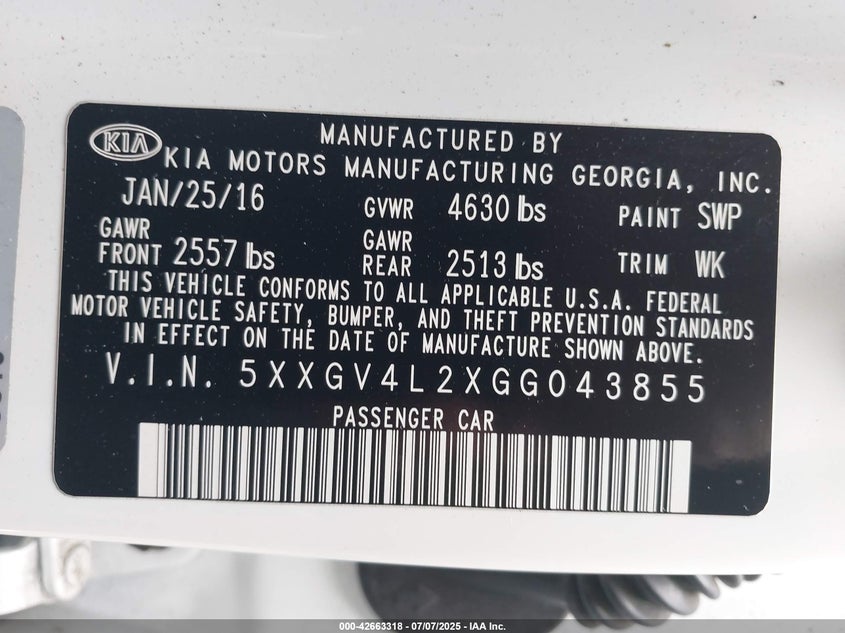 MANUFACTURED BY
KIA KIA MOTORS MANUFACTURING GEORGIA, INC.
JAN/25/16 GVWR 4630 lbs PAINT SWP
GAWR FRONT 2557 lbs GAWR REAR 2513 lbs TRIM WK
THIS VEHICLE CONFORMS TO ALL APPLICABLE U.S.A. FEDERAL
MOTOR VEHICLE SAFETY, BUMPER, AND THEFT PREVENTION STANDARDS
IN EFFECT ON THE DATE OF MANUFACTURE SHOWN ABOVE.
V.I.N. 5XXGV4L2XGG043855
PASSENGER CAR
000-42663318 / 07/07/2025 - IAA Inc.